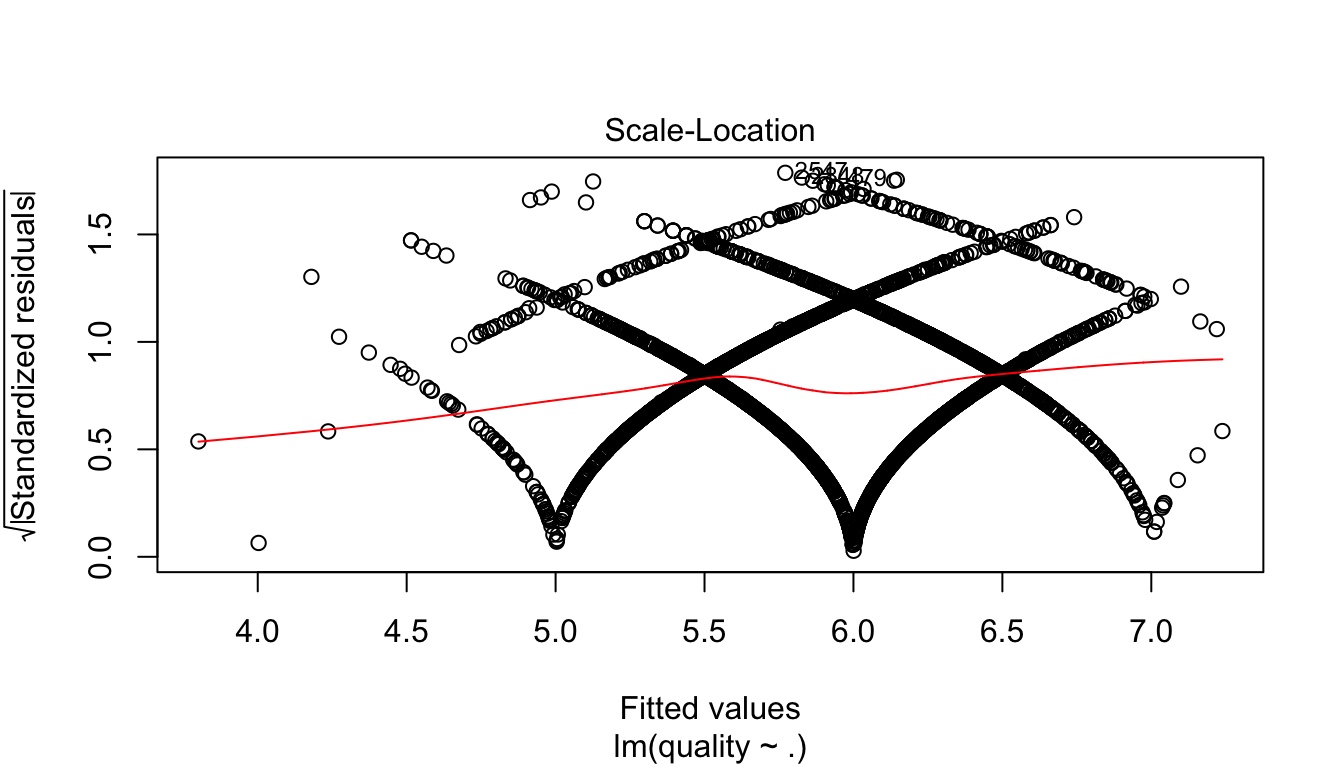 Scale-Location
√|Standardized residuals|
1.5
1.0
0.5
0.0
4.0 4.5 5.0 5.5 6.0 6.5 7.0
Fitted values
lm(quality ~ .)